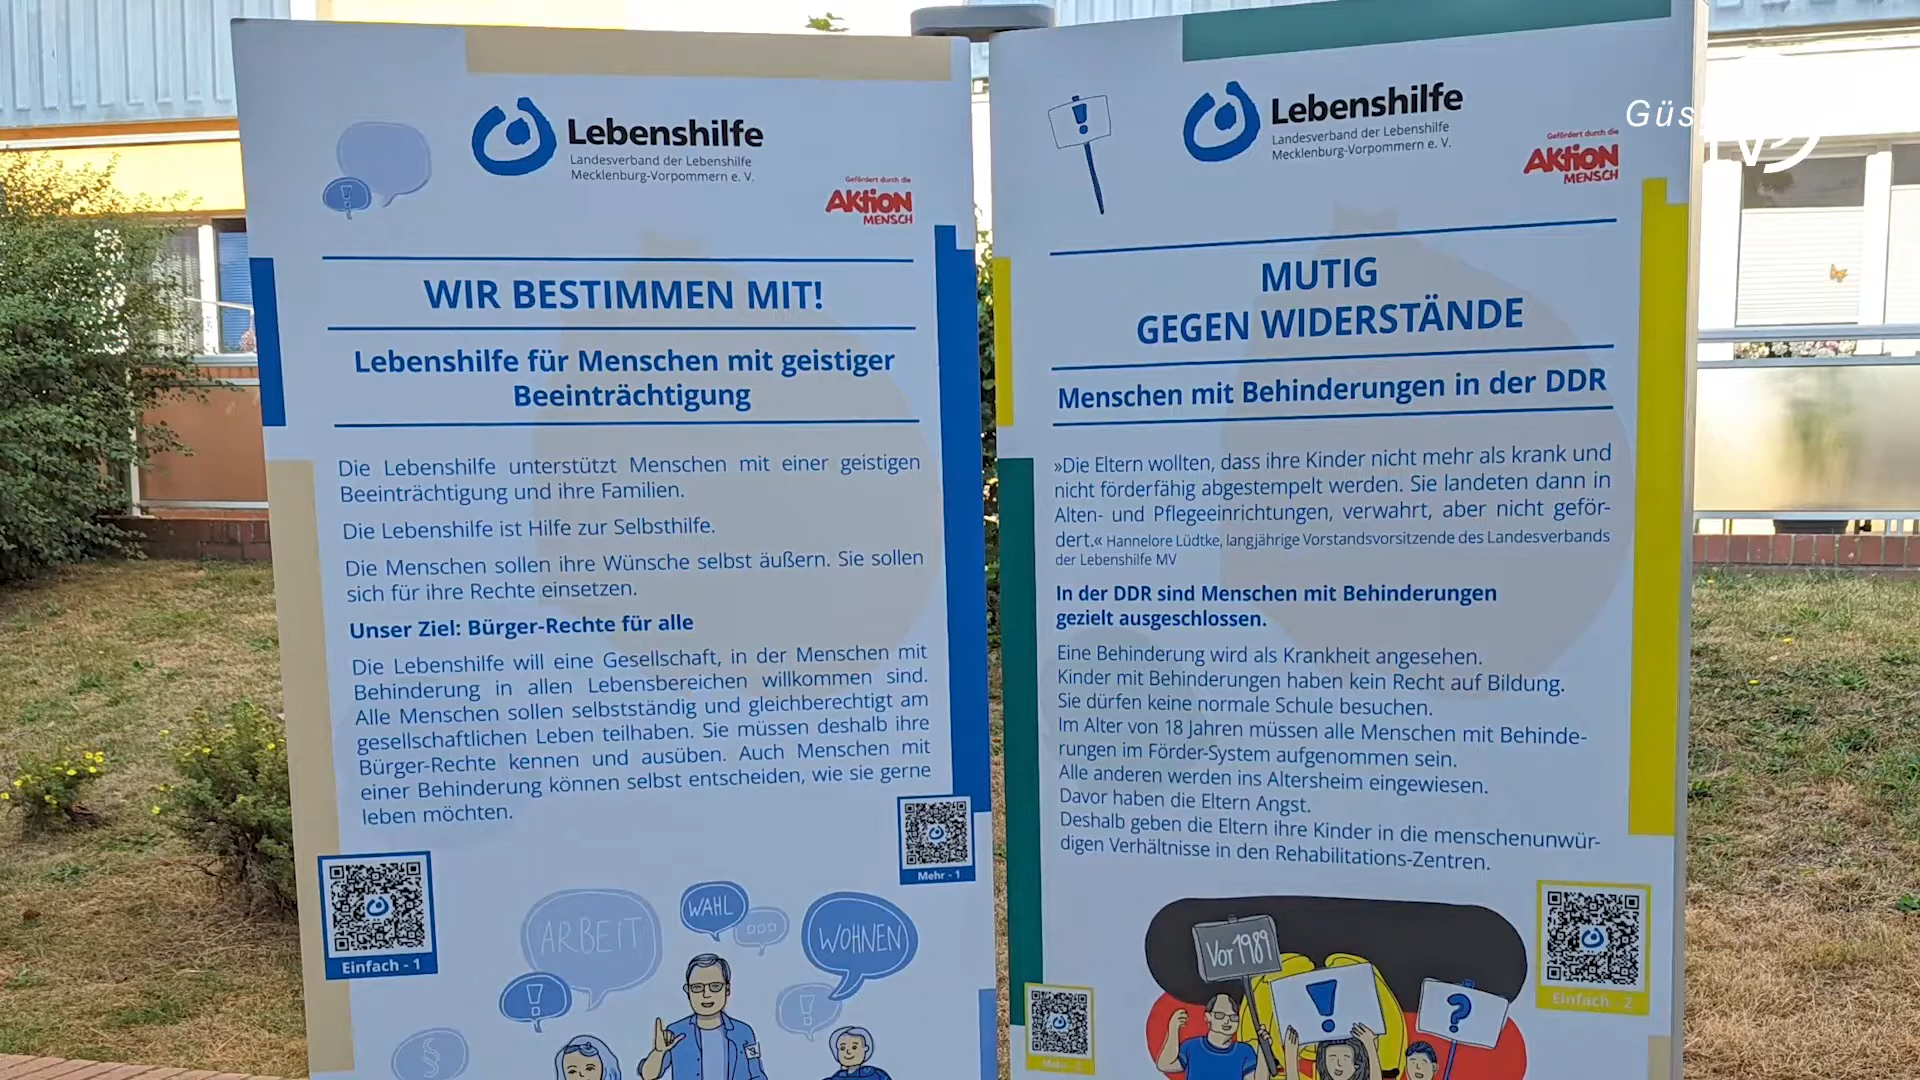 Lebenshilfe
Landesverband der Lebenshilfe
Mecklenburg-Vorpommern e. V.
Gefördert durch die
AKTION
MENSCH
WIR BESTIMMEN MIT!
Lebenshilfe für Menschen mit geistiger
Beeinträchtigung
Die Lebenshilfe unterstützt Menschen mit einer geistigen
Beeinträchtigung und ihre Familien.
Die Lebenshilfe ist Hilfe zur Selbsthilfe.
Die Menschen sollen ihre Wünsche selbst äußern. Sie sollen
sich für ihre Rechte einsetzen.
Unser Ziel: Bürger-Rechte für alle
Die Lebenshilfe will eine Gesellschaft, in der Menschen mit
Behinderung in allen Lebensbereichen willkommen sind.
Alle Menschen sollen selbstständig und gleichberechtigt am
gesellschaftlichen Leben teilhaben. Sie müssen deshalb ihre
Bürger-Rechte kennen und ausüben. Auch Menschen mit
einer Behinderung können selbst entscheiden, wie sie gerne
leben möchten.
Mehr - 1
Einfach - 1
ARBEIT
WAHL
WOHNEN
!
!
§
!
Lebenshilfe
Landesverband der Lebenshilfe
Mecklenburg-Vorpommern e. V.
Gefördert durch die
AKTION
MENSCH
MUTIG
GEGEN WIDERSTÄNDE
Menschen mit Behinderungen in der DDR
»Die Eltern wollten, dass ihre Kinder nicht mehr als krank und
nicht förderfähig abgestempelt werden. Sie landeten dann in
Alten- und Pflegeeinrichtungen, verwahrt, aber nicht geför-
dert.« Hannelore Lüdtke, langjährige Vorstandsvorsitzende des Landesverbands
der Lebenshilfe MV
In der DDR sind Menschen mit Behinderungen
gezielt ausgeschlossen.
Eine Behinderung wird als Krankheit angesehen.
Kinder mit Behinderungen haben kein Recht auf Bildung.
Sie dürfen keine normale Schule besuchen.
Im Alter von 18 Jahren müssen alle Menschen mit Behinde-
rungen im Förder-System aufgenommen sein.
Alle anderen werden ins Altersheim eingewiesen.
Davor haben die Eltern Angst.
Deshalb geben die Eltern ihre Kinder in die menschenunwür-
digen Verhältnisse in den Rehabilitations-Zentren.
Einfach - 2
Vor 1989
!
?